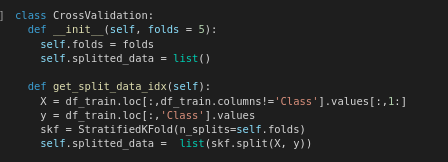 ] class CrossValidation:
def __init__(self, folds = 5):
self.folds = folds
self.splitted_data = list()
def get_split_data_idx(self):
X = df_train.loc[:,df_train.columns!='Class'].values[:,1:]
y = df_train.loc[:,'Class'].values
skf = StratifiedKFold(n_splits=self.folds)
self.splitted_data =  list(skf.split(X, y))